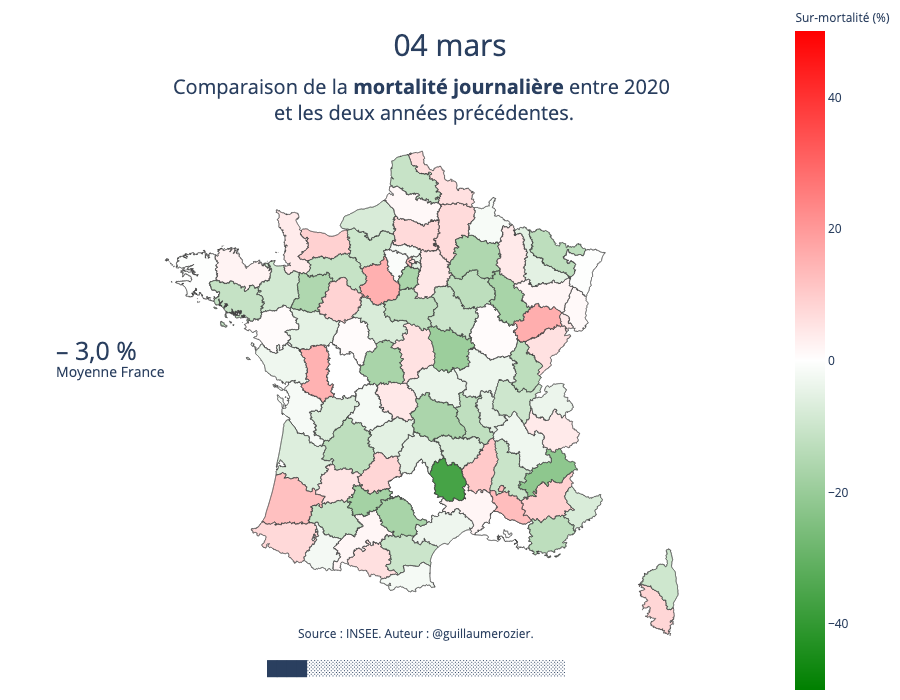 Sur-mortalité (%)
04 mars
Comparaison de la mortalité journalière entre 2020
et les deux années précédentes.
40
20
0
−20
−40
– 3,0 %
Moyenne France
Source : INSEE. Auteur : @guillaumerozier.